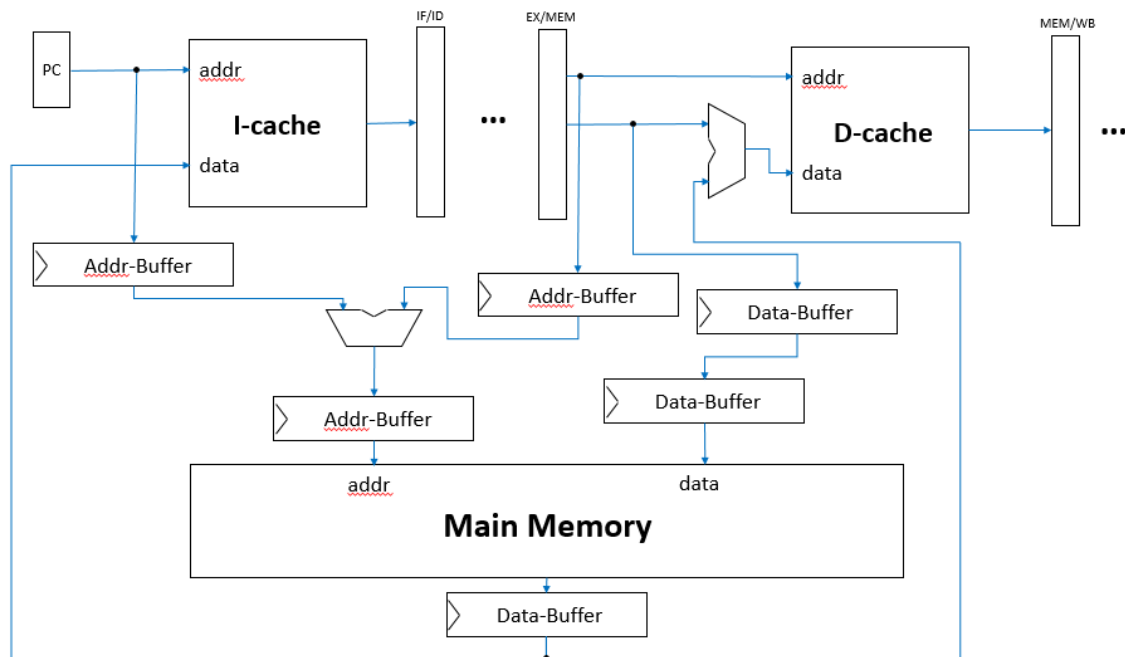 IF/ID
EX/MEM
MEM/WB
PC
addr
I-cache
data
...
addr
D-cache
data
...
Addr-Buffer
Addr-Buffer
Data-Buffer
Addr-Buffer
Data-Buffer
addr
data
Main Memory
Data-Buffer